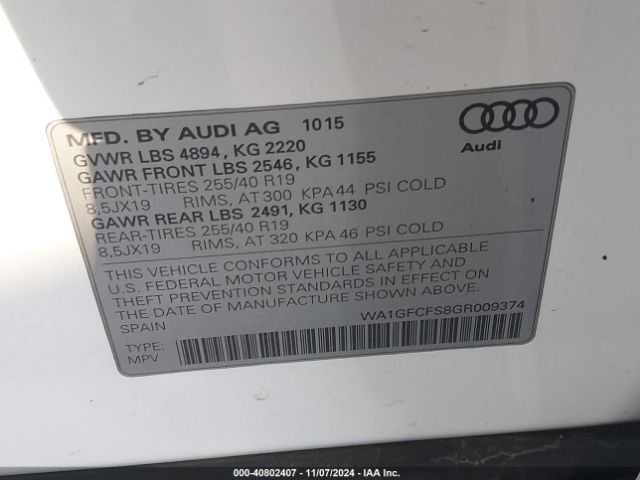 MFD. BY AUDI AG 1015
GVWR LBS 4894, KG 2220
GAWR FRONT LBS 2546, KG 1155
FRONT-TIRES 255/40 R19
8,5JX19 RIMS, AT 300 KPA 44 PSI COLD
GAWR REAR LBS 2491, KG 1130
REAR-TIRES 255/40 R19
8,5JX19 RIMS, AT 320 KPA 46 PSI COLD
Audi
THIS VEHICLE CONFORMS TO ALL APPLICABLE
U.S. FEDERAL MOTOR VEHICLE SAFETY AND
THEFT PREVENTION STANDARDS IN EFFECT ON
THE DATE OF MANUFACTURE SHOWN ABOVE.
SPAIN
WA1GFCFS8GR009374
TYPE:
MPV
000-40802407 - 11/07/2024 - IAA Inc.